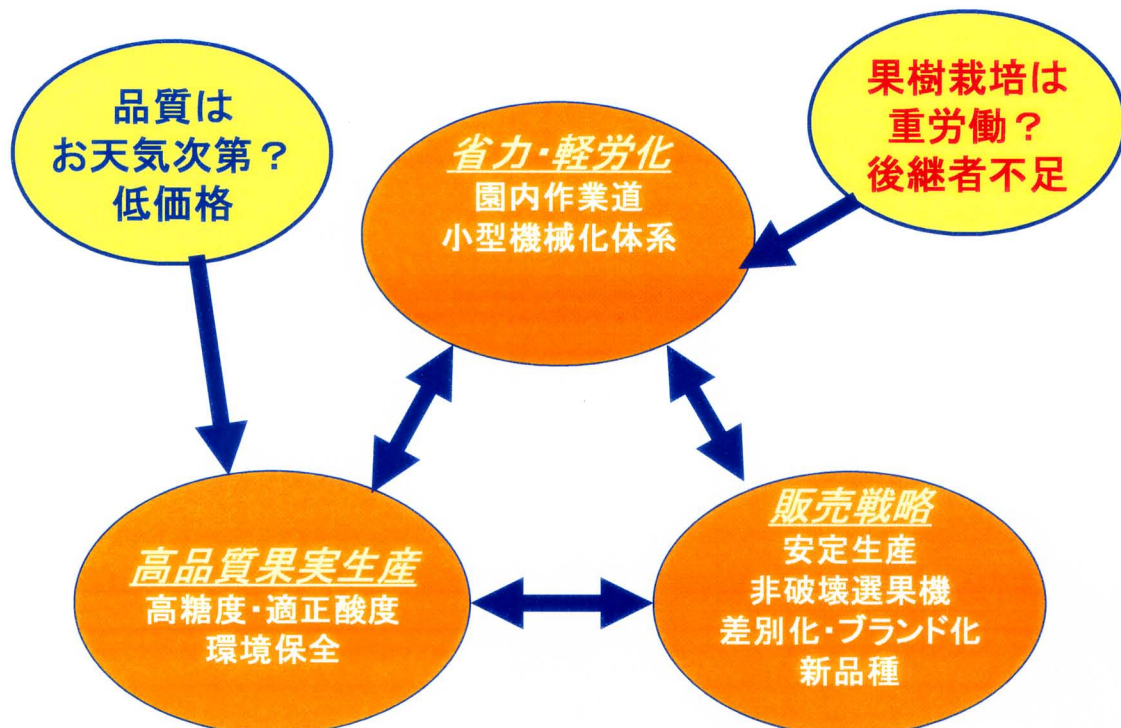 品質は
お天気次第？
低価格
果樹栽培は
重労働？
後継者不足
省力・軽労化
園内作業道
小型機械化体系
高品質果実生産
高糖度・適正酸度
環境保全
販売戦略
安定生産
非破壊選果機
差別化・ブランド化
新品種